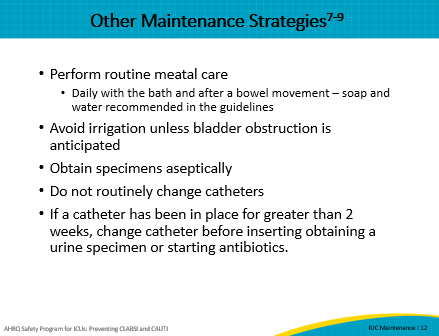 Other Maintenance Strategies7-9
• Perform routine meatal care
• Daily with the bath and after a bowel movement – soap and
water recommended in the guidelines
• Avoid irrigation unless bladder obstruction is
anticipated
• Obtain specimens aseptically
• Do not routinely change catheters
• If a catheter has been in place for greater than 2
weeks, change catheter before inserting obtaining a
urine specimen or starting antibiotics.
AHRQ Safety Program for ICUs: Preventing CLABSI and CAUTI
IUC Maintenance I 12